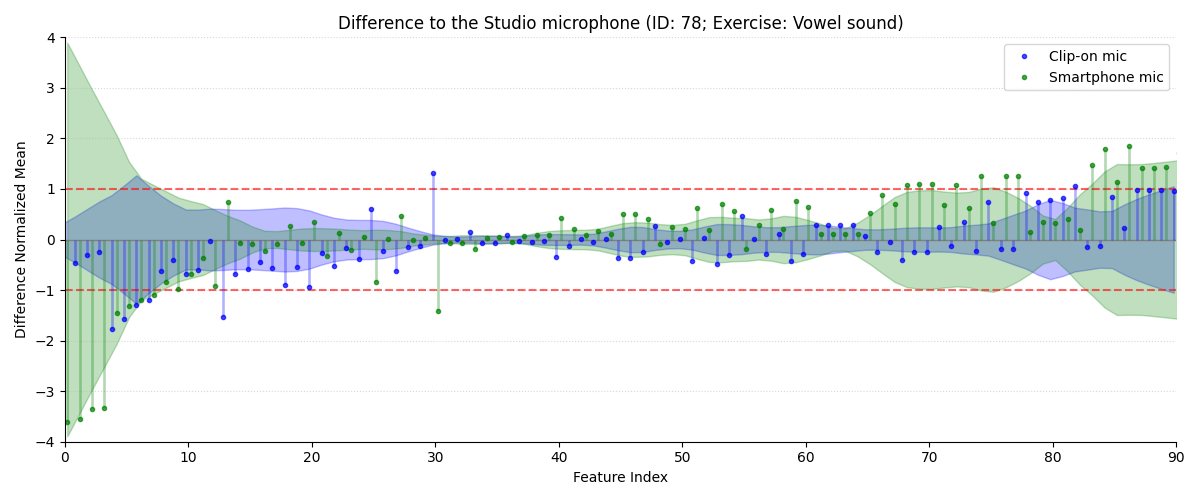 Difference to the Studio microphone (ID: 78; Exercise: Vowel sound)
Clip-on mic
Smartphone mic
Difference Normalized Mean
4
3
2
1
0
−1
−2
−3
−4
0 10 20 30 40 50 60 70 80 90
Feature Index